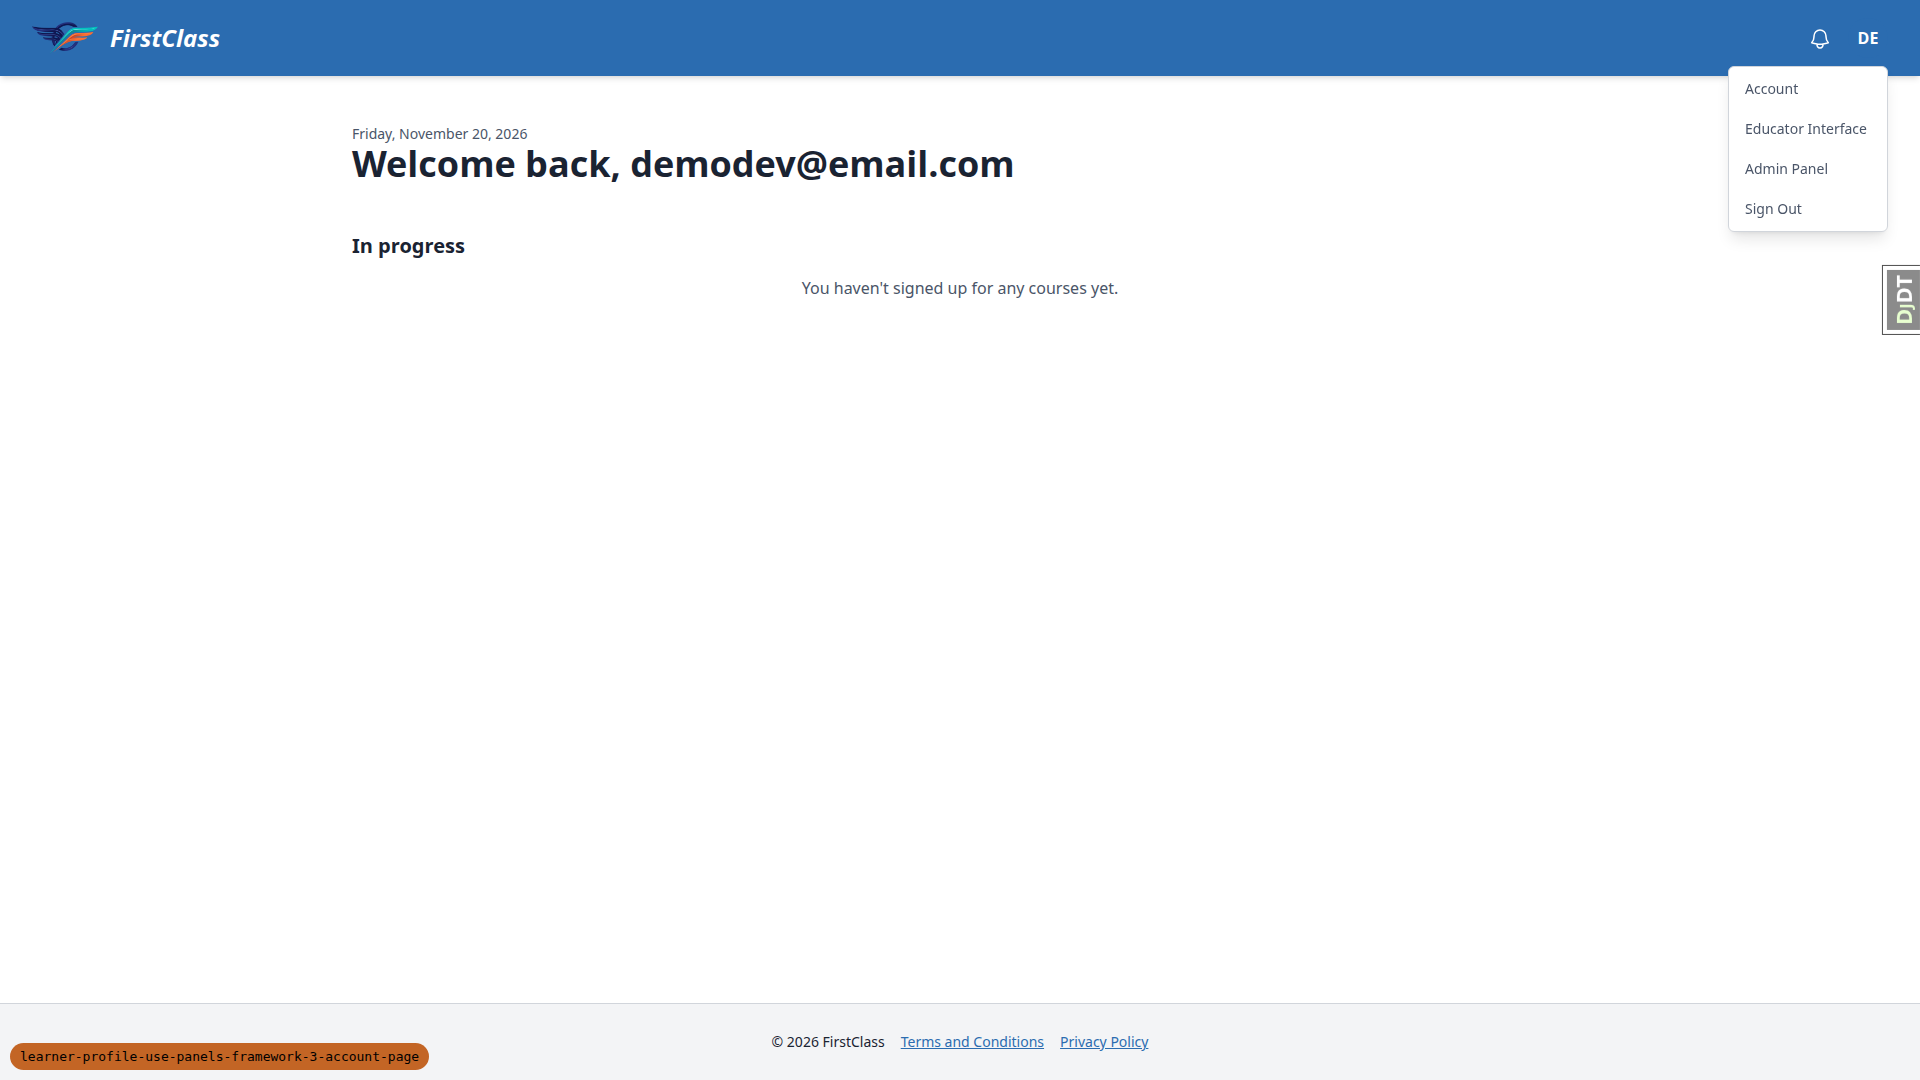 FirstClass
DE
Account
Educator Interface
Admin Panel
Sign Out
Friday, November 20, 2026
Welcome back, demodev@email.com
In progress
You haven't signed up for any courses yet.
DjDT
© 2026 FirstClass Terms and Conditions Privacy Policy
learner-profile-use-panels-framework-3-account-page